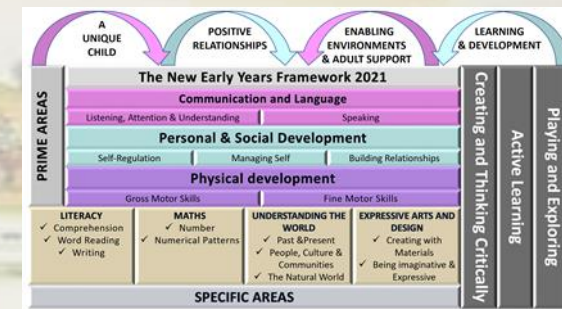 A
UNIQUE
CHILD
POSITIVE
RELATIONSHIPS
ENABLING
ENVIRONMENTS
& ADULT SUPPORT
LEARNING
& DEVELOPMENT
PRIME AREAS
The New Early Years Framework 2021
Communication and Language
Listening, Attention & Understanding
Speaking
Personal & Social Development
Self-Regulation
Managing Self
Building Relationships
Physical development
Gross Motor Skills
Fine Motor Skills
LITERACY
✓ Comprehension
✓ Word Reading
✓ Writing
MATHS
✓ Number
✓ Numerical Patterns
UNDERSTANDING THE
WORLD
✓ Past &Present
✓ People, Culture &
Communities
✓ The Natural World
EXPRESSIVE ARTS AND
DESIGN
✓ Creating with
Materials
✓ Being imaginative &
Expressive
SPECIFIC AREAS
Creating and Thinking Critically
Active Learning
Playing and Exploring